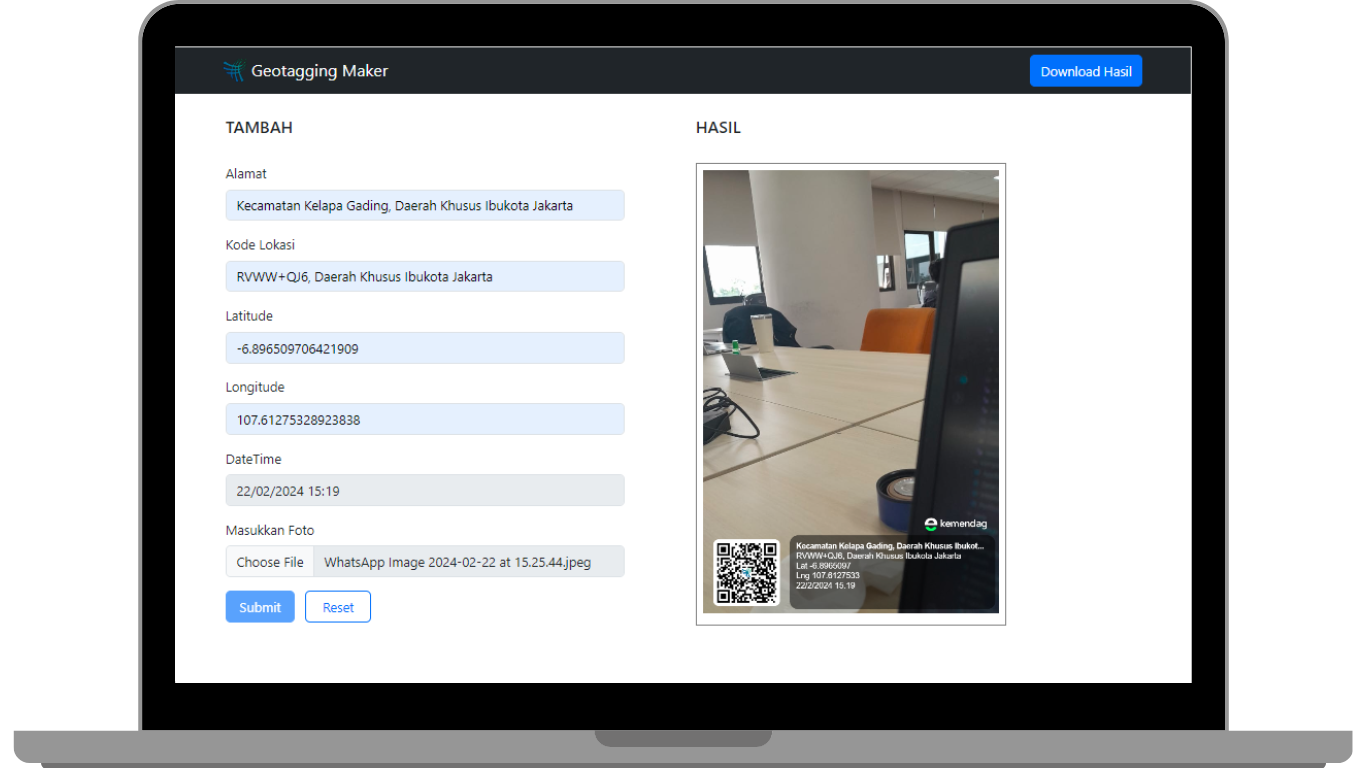 Geotagging Maker
Download Hasil
TAMBAH
Alamat
Kecamatan Kelapa Gading, Daerah Khusus Ibukota Jakarta
Kode Lokasi
RVWW+QJ6, Daerah Khusus Ibukota Jakarta
Latitude
-6.896509706421909
Longitude
107.61275328923838
DateTime
22/02/2024 15:19
Masukkan Foto
Choose File WhatsApp Image 2024-02-22 at 15.25.44.jpeg
Submit Reset
HASIL
kemendag
Kecamatan Kelapa Gading, Daerah Khusus Ibukot...
RVWW+QJ6, Daerah Khusus Ibukota Jakarta
Lat -6.8965097
Lng 107.6127533
22/2/2024 15.19